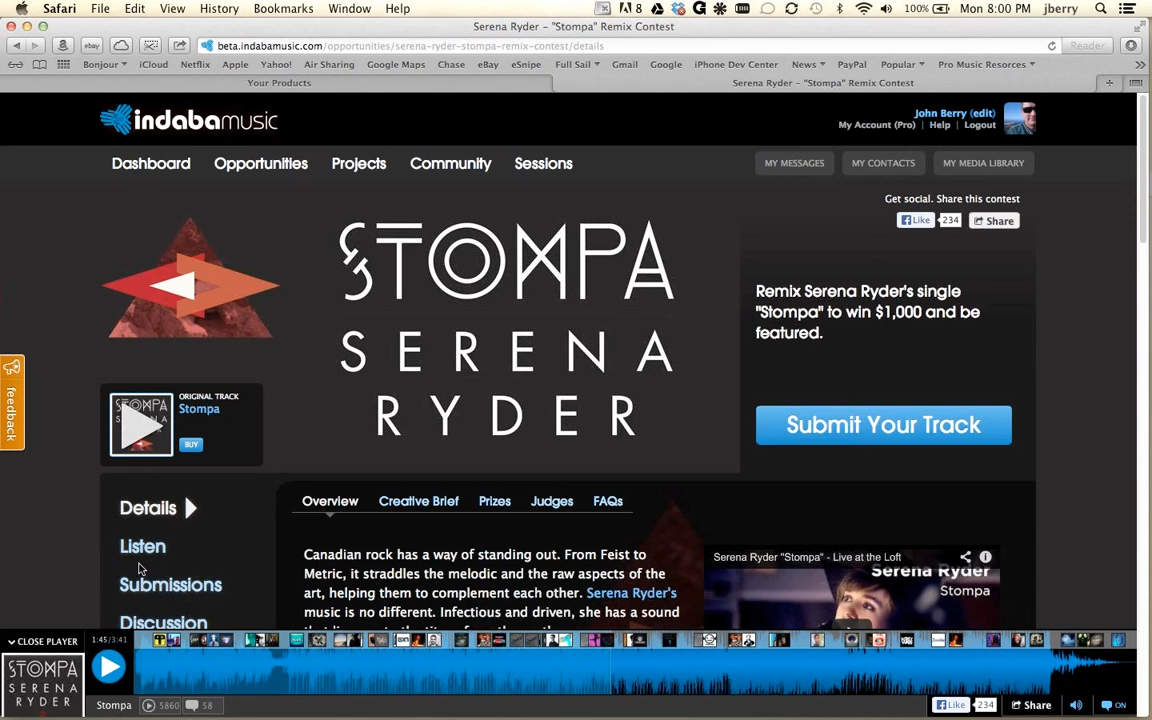 Safari File Edit View History Bookmarks Window Help 8 100% Mon 8:00 PM jberry
Serena Ryder – "Stompa" Remix Contest
ebay beta.indabamusic.com/opportunities/serena-ryder-stompa-remix-contest/details Reader
Bonjour iCloud Netflix Apple Yahoo! Air Sharing Google Maps Chase eBay eSnipe Full Sail Gmail Google iPhone Dev Center News PayPal Popular Pro Music Resorces
Your Products Serena Ryder – "Stompa" Remix Contest
indabamusic
John Berry (edit)
My Account (Pro) | Help | Logout
Dashboard Opportunities Projects Community Sessions MY MESSAGES MY CONTACTS MY MEDIA LIBRARY
Get social. Share this contest
Like 234 Share
STOMPA
SERENA
RYDER
Remix Serena Ryder's single
"Stompa" to win $1,000 and be
featured.
Submit Your Track
feedback
STOMPA
ORIGINAL TRACK
Stompa
BUY
Details
Listen
Submissions
Discussion
Overview Creative Brief Prizes Judges FAQs
Canadian rock has a way of standing out. From Feist to
Metric, it straddles the melodic and the raw aspects of the
art, helping them to complement each other. Serena Ryder's
music is no different. Infectious and driven, she has a sound
Serena Ryder "Stompa" - Live at the Loft
Serena Ryder
Stompa
CLOSE PLAYER 1:45/3:41
STOMPA
SERENA
RYDER
Stompa 5860 58 Like 234 Share ON